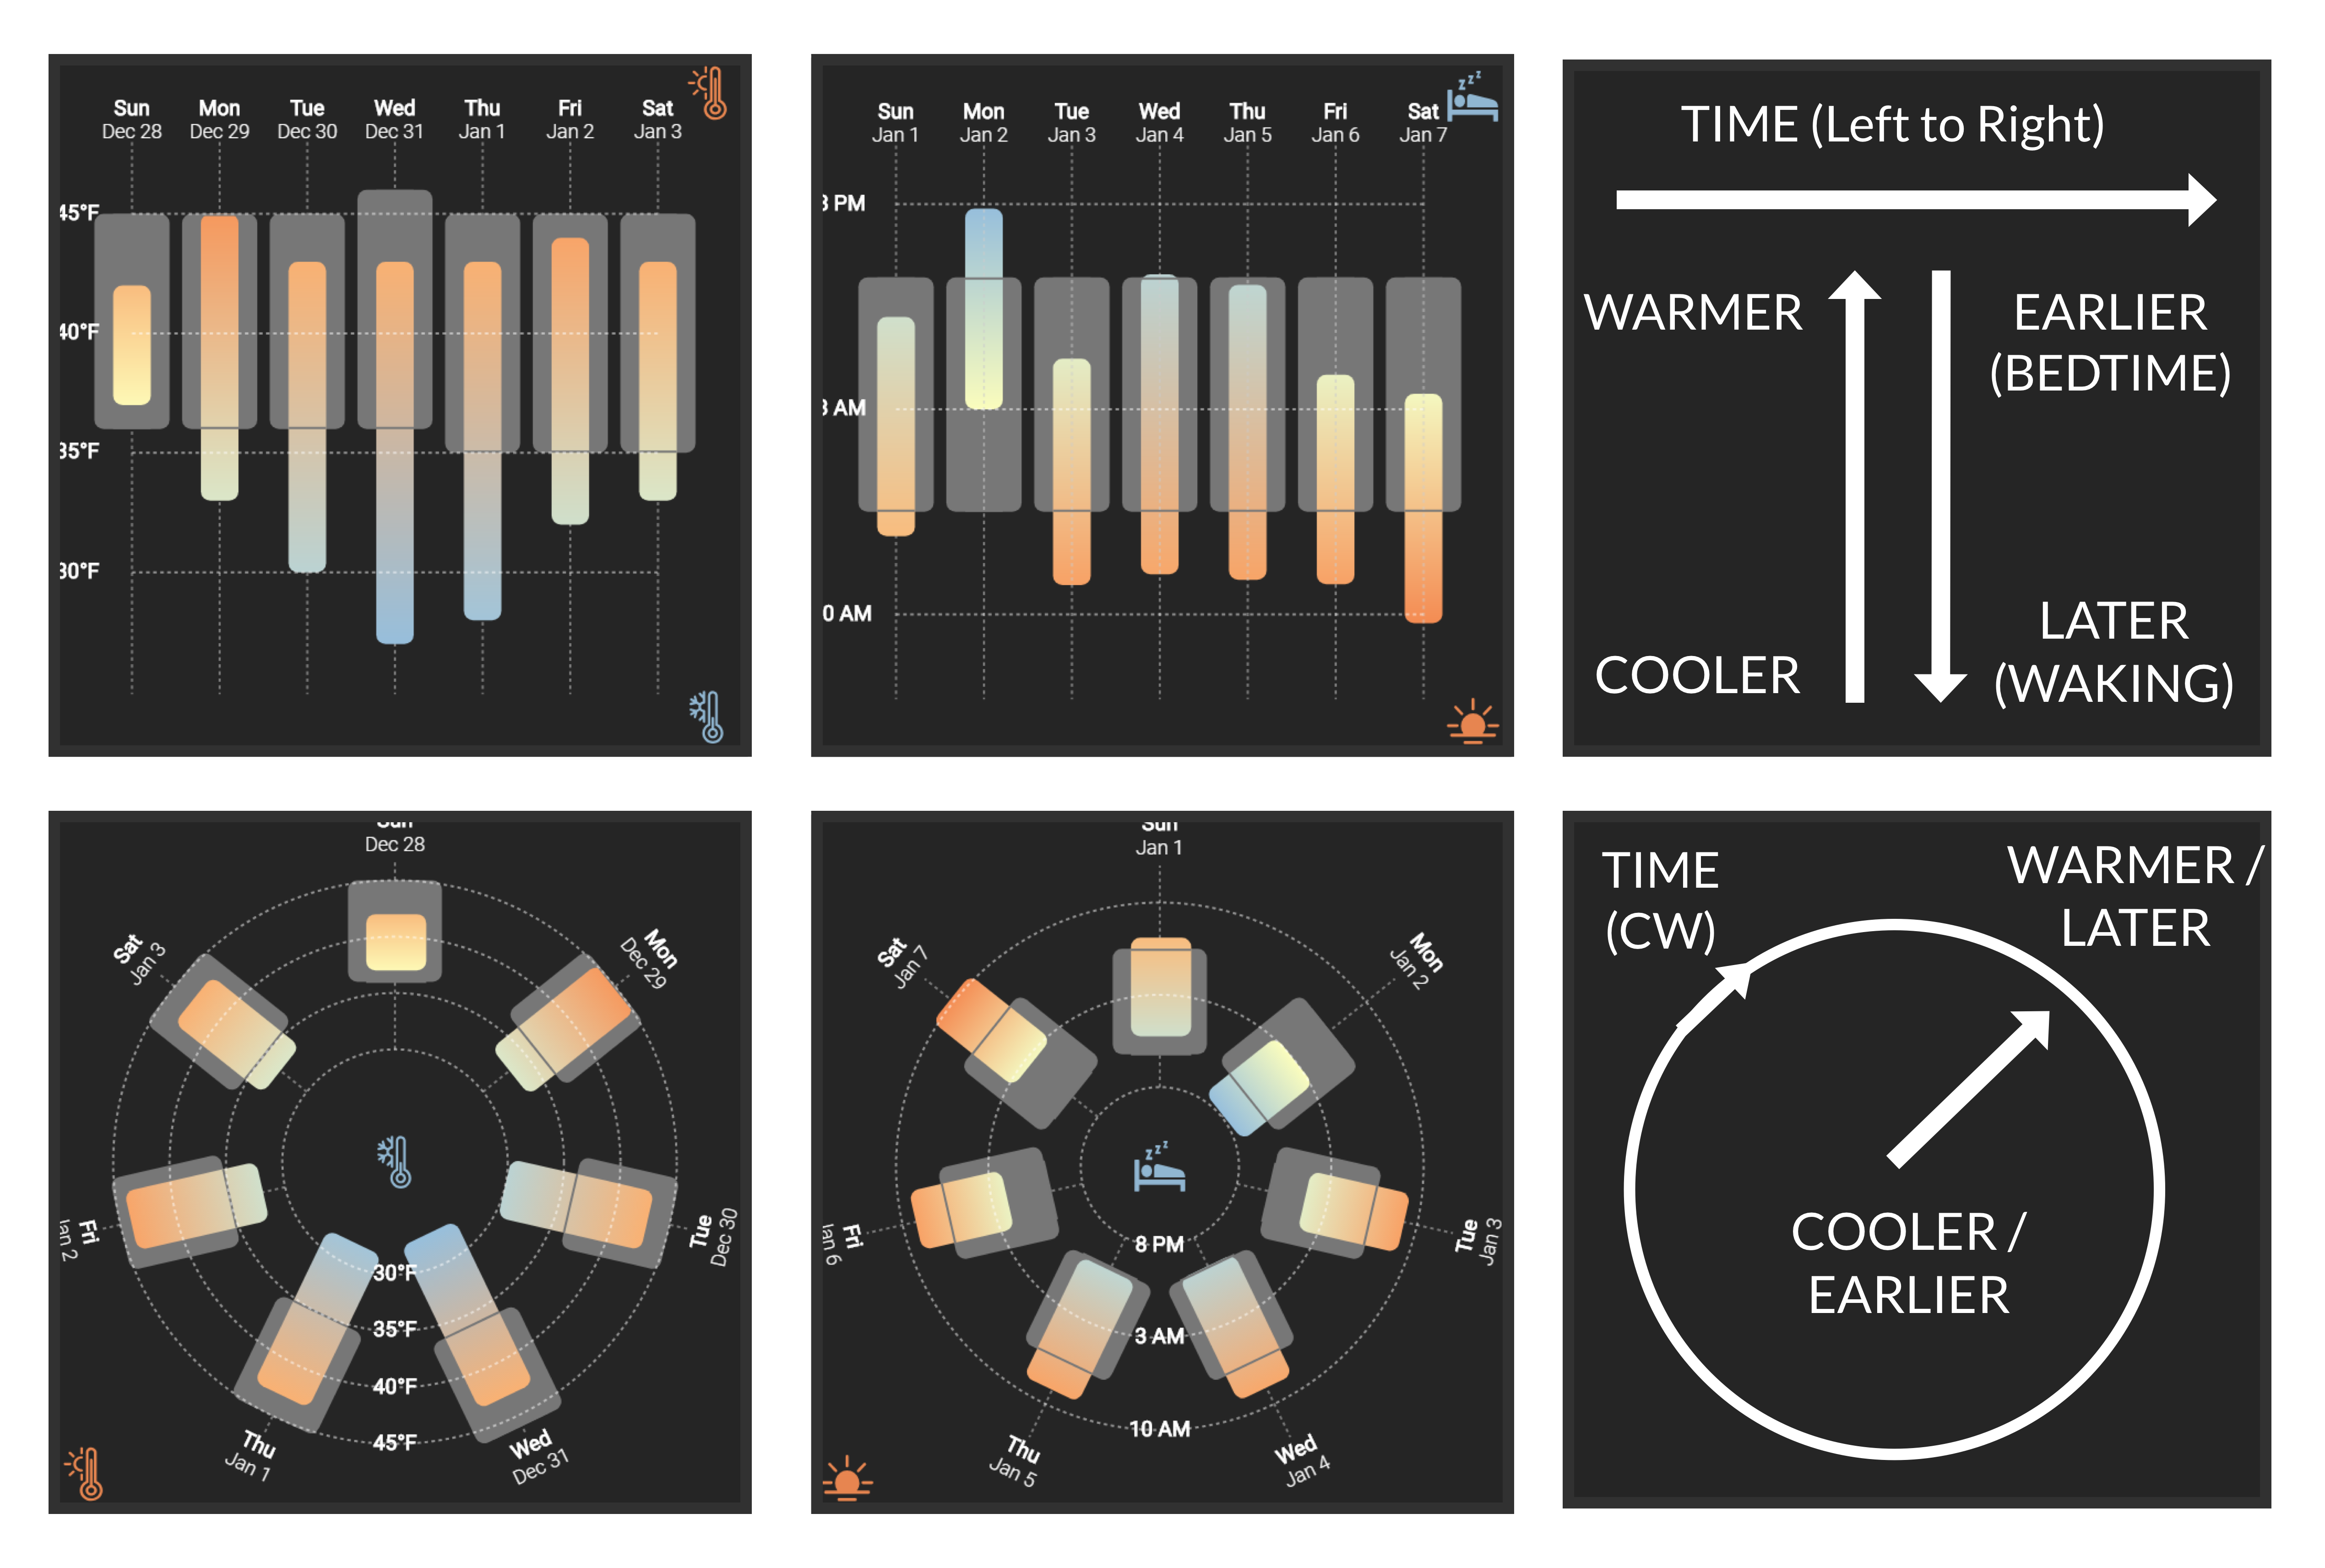 Sun Mon Tue Wed Thu Fri Sat
Dec 28 Dec 29 Dec 30 Dec 31 Jan 1 Jan 2 Jan 3
45°F
40°F
35°F
30°F
z z z
Sun Mon Tue Wed Thu Fri Sat
Jan 1 Jan 2 Jan 3 Jan 4 Jan 5 Jan 6 Jan 7
8 PM
3 AM
0 AM
TIME (Left to Right)
WARMER
EARLIER
(BEDTIME)
COOLER
LATER
(WAKING)
Sun
Dec 28
Mon
Dec 29
Tue
Dec 30
Wed
Dec 31
Thu
Jan 1
Fri
Jan 2
Sat
Jan 3
30°F
35°F
40°F
45°F
Sun
Jan 1
Mon
Jan 2
Tue
Jan 3
Wed
Jan 4
Thu
Jan 5
Fri
Jan 6
Sat
Jan 7
z z z
8 PM
3 AM
10 AM
TIME
(CW)
WARMER /
LATER
COOLER /
EARLIER